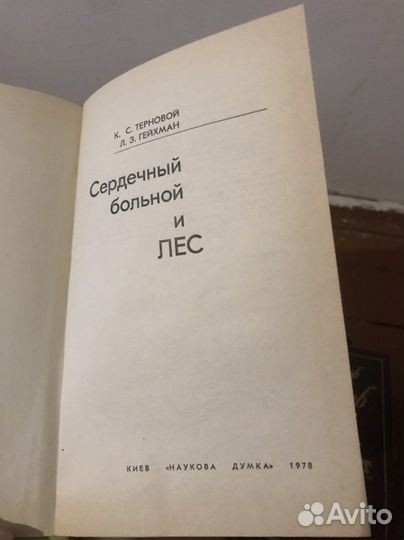 К. С. ТЕРНОВОЙ
Л. З. ГЕЙХМАН
Сердечный
больной
и
ЛЕС
КИЕВ «НАУКОВА ДУМКА» 1978
Avito